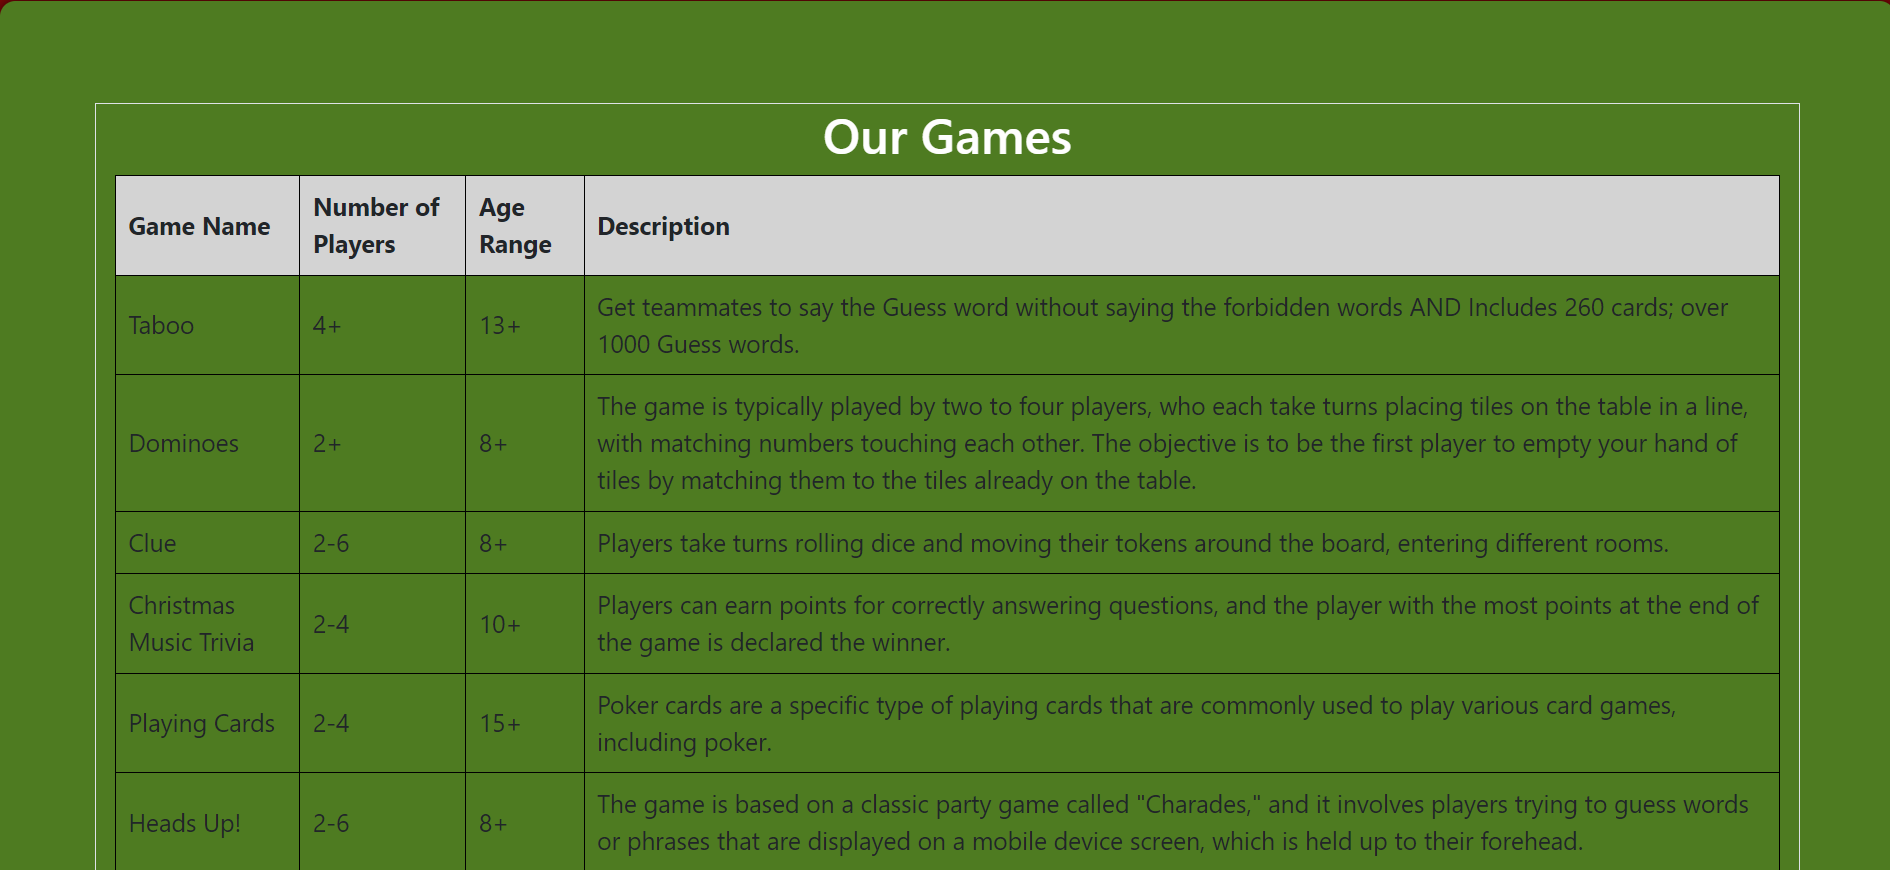 Our Games
Game Name
Number of
Players
Age
Range
Description
Taboo
4+
13+
Get teammates to say the Guess word without saying the forbidden words AND Includes 260 cards; over
1000 Guess words.
Dominoes
2+
8+
The game is typically played by two to four players, who each take turns placing tiles on the table in a line,
with matching numbers touching each other. The objective is to be the first player to empty your hand of
tiles by matching them to the tiles already on the table.
Clue
2-6
8+
Players take turns rolling dice and moving their tokens around the board, entering different rooms.
Christmas
Music Trivia
2-4
10+
Players can earn points for correctly answering questions, and the player with the most points at the end of
the game is declared the winner.
Playing Cards
2-4
15+
Poker cards are a specific type of playing cards that are commonly used to play various card games,
including poker.
Heads Up!
2-6
8+
The game is based on a classic party game called "Charades," and it involves players trying to guess words
or phrases that are displayed on a mobile device screen, which is held up to their forehead.